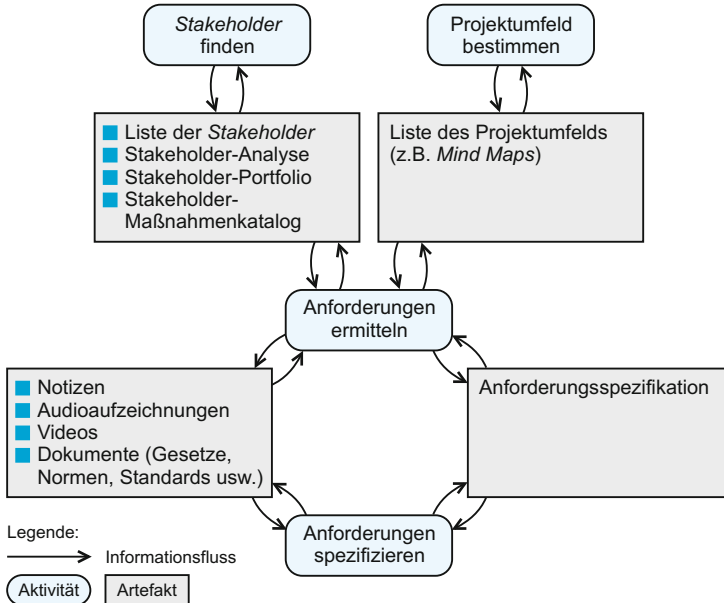 Stakeholder
finden
Projektumfeld
bestimmen
Liste der Stakeholder
Stakeholder-Analyse
Stakeholder-Portfolio
Stakeholder-
Maßnahmenkatalog
Liste des Projektumfelds
(z.B. Mind Maps)
Anforderungen
ermitteln
Notizen
Audioaufzeichnungen
Videos
Dokumente (Gesetze,
Normen, Standards usw.)
Anforderungsspezifikation
Anforderungen
spezifizieren
Legende:
Informationsfluss
Aktivität
Artefakt